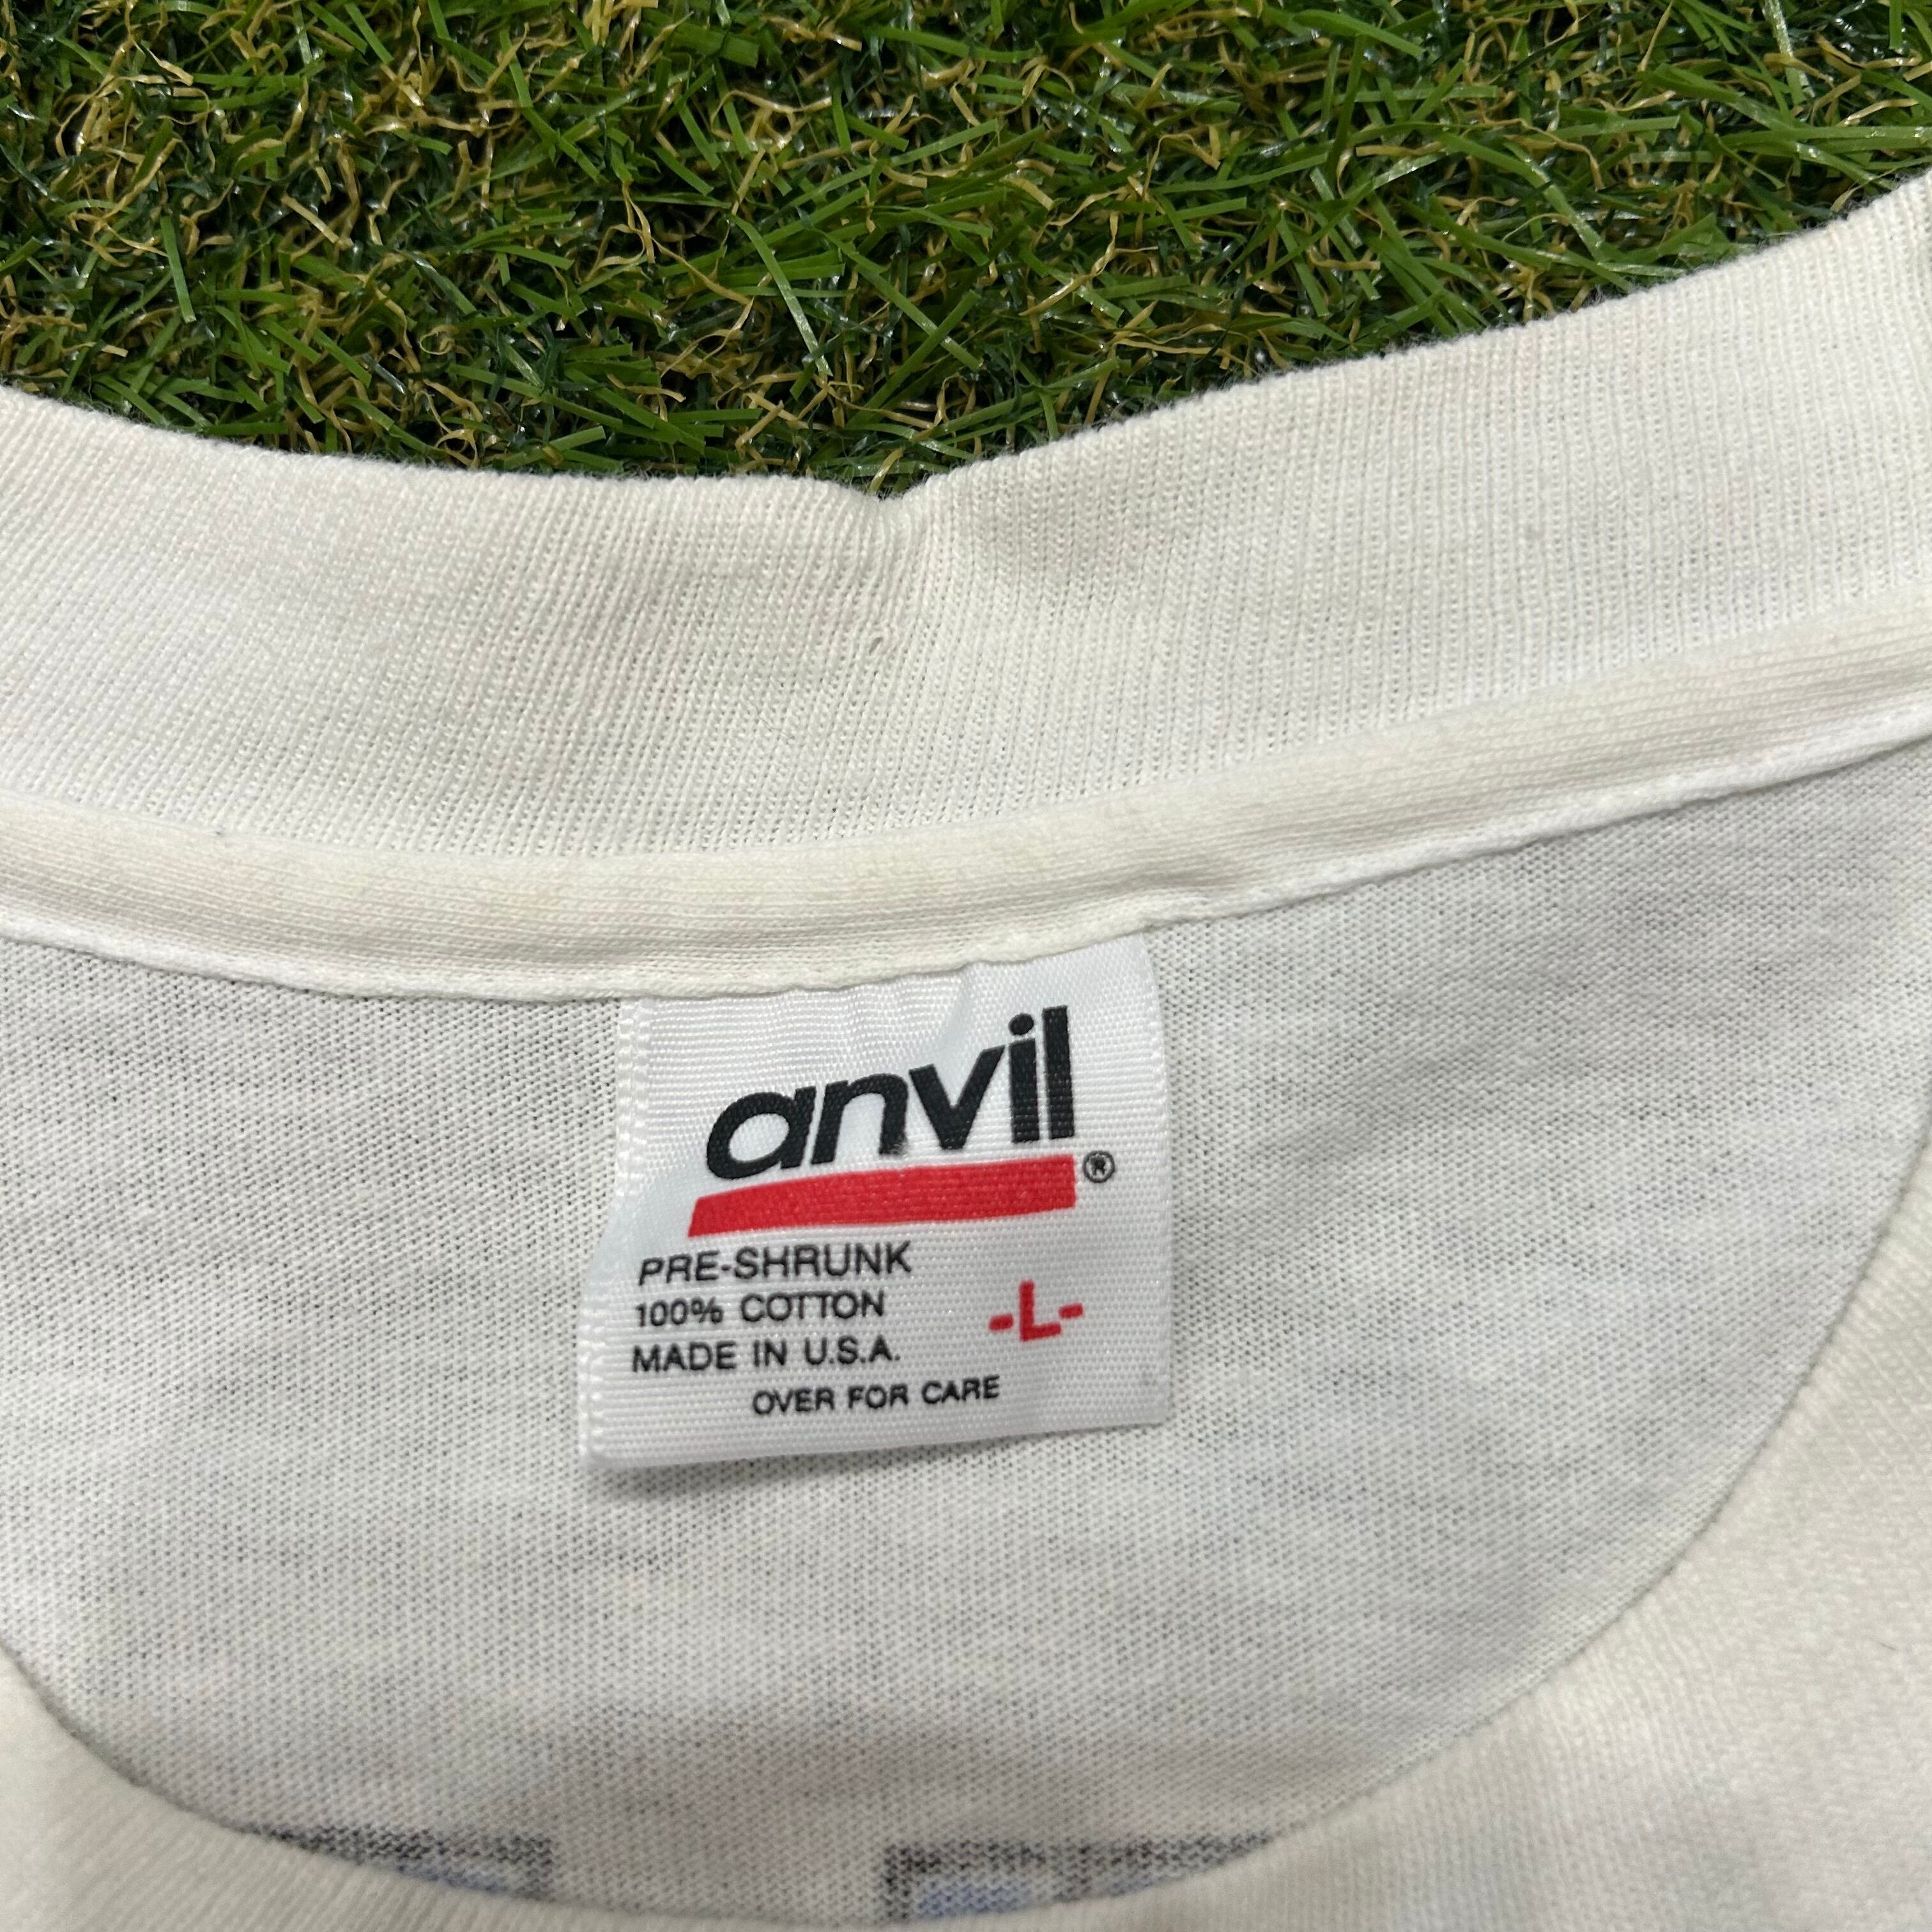 anvil®
PRE-SHRUNK
100% COTTON
-L-
MADE IN U.S.A.
OVER FOR CARE